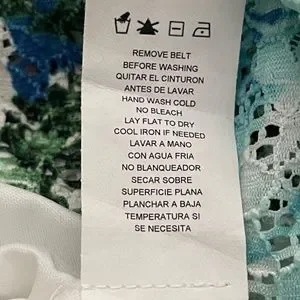 REMOVE BELT
BEFORE WASHING
QUITAR EL CINTURON
ANTES DE LAVAR
HAND WASH COLD
NO BLEACH
LAY FLAT TO DRY
COOL IRON IF NEEDED
LAVAR A MANO
CON AGUA FRIA
NO BLANQUEADOR
SECAR SOBRE
SUPERFICIE PLANA
PLANCHAR A BAJA
TEMPERATURA SI
SE NECESITA